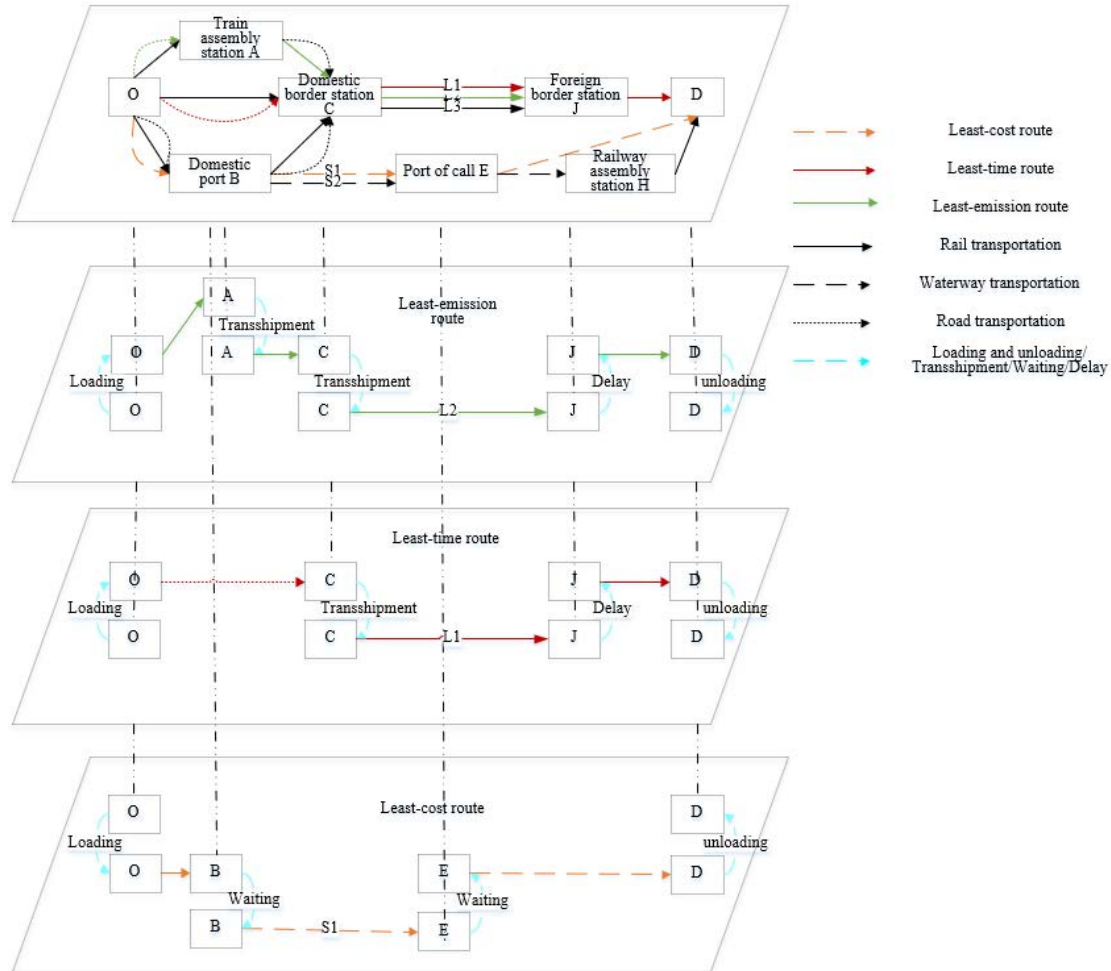 Train
assembly
station A
O
Domestic
border station
C
L1
L2
L3
Foreign
border station
J
D
Domestic
port B
S1
S2
Port of call E
Railway
assembly
station H
Least-cost route
Least-time route
Least-emission route
Rail transportation
Waterway transportation
Road transportation
Loading and unloading/
Transshipment/Waiting/Delay
A
Least-emission
route
Transshipment
O
A
C
J
D
Loading
Transshipment
Delay
unloading
O
C
L2
J
D
Least-time route
O
C
J
D
Loading
Transshipment
Delay
unloading
O
C
L1
J
D
Least-cost route
O
D
Loading
unloading
O
B
E
D
Waiting
Waiting
B
S1
E